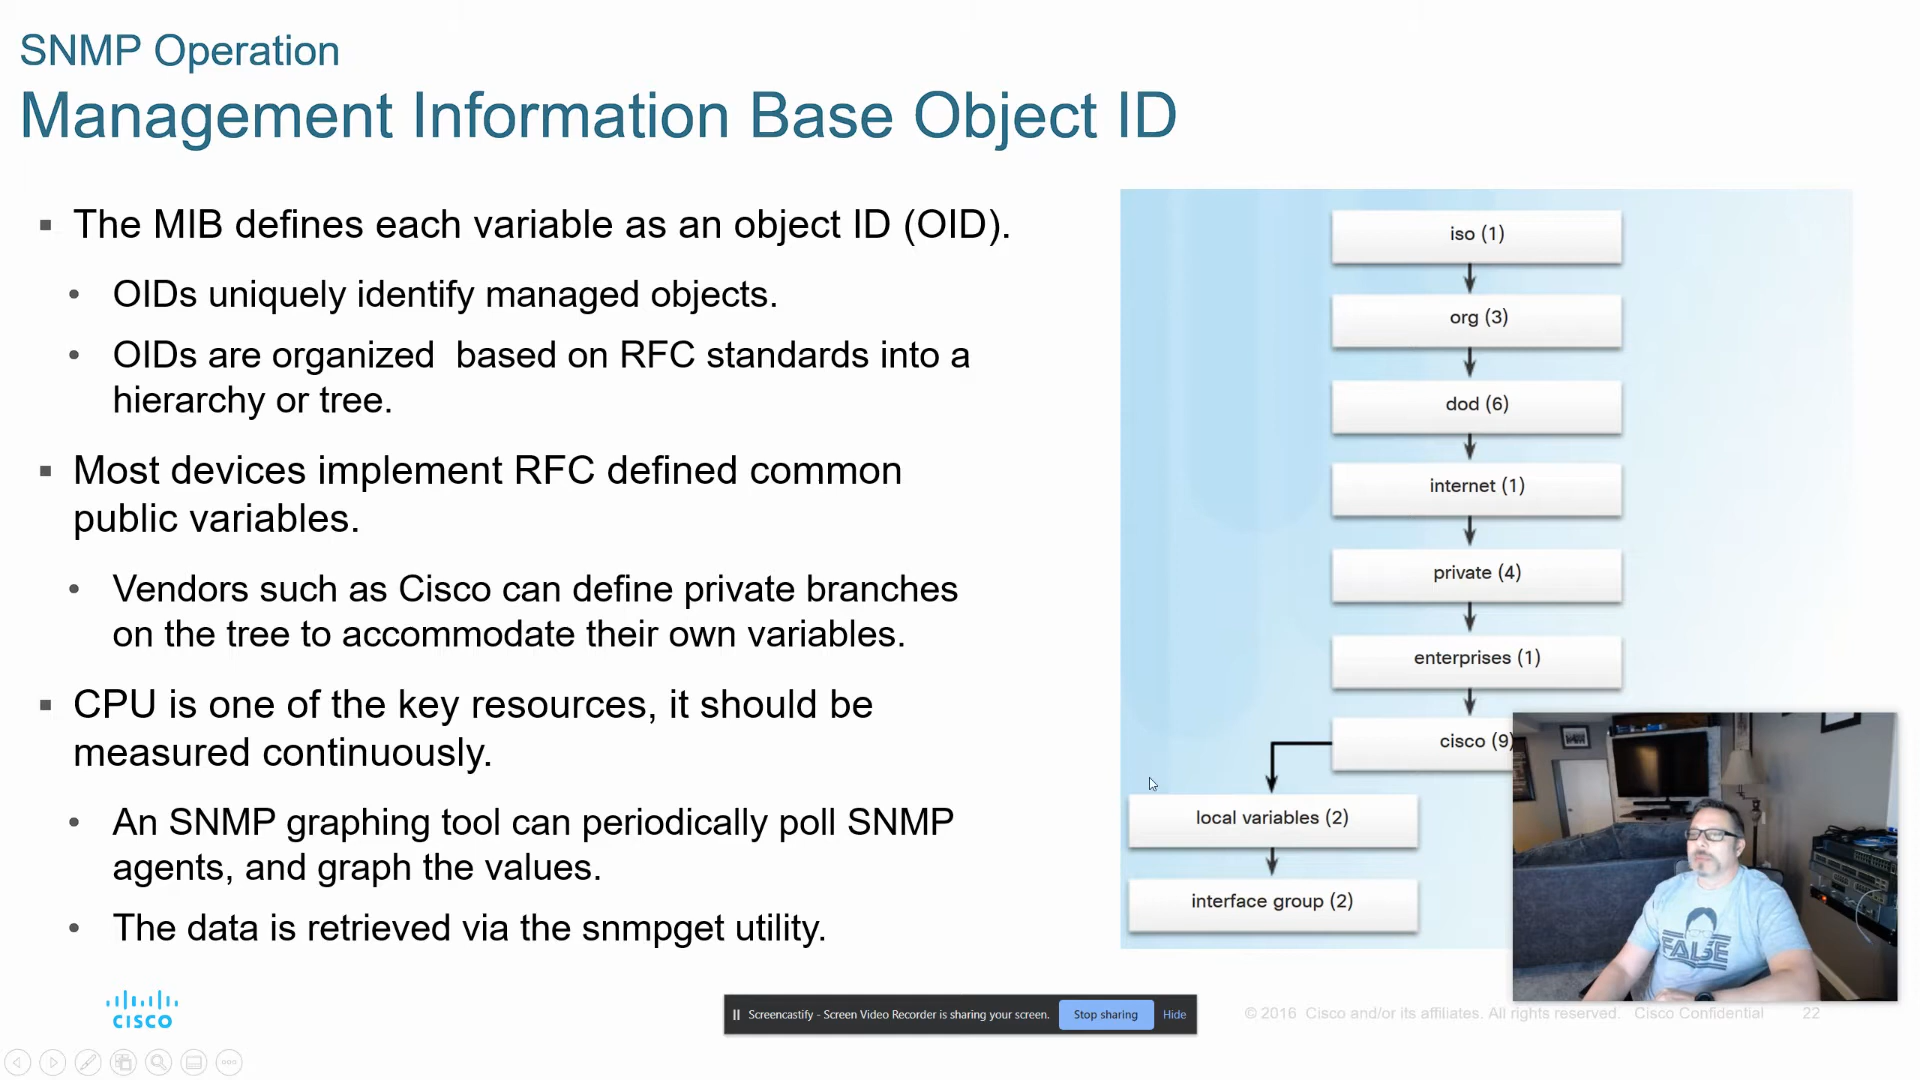 SNMP Operation
Management Information Base Object ID
The MIB defines each variable as an object ID (OID).
OIDs uniquely identify managed objects.
OIDs are organized  based on RFC standards into a
hierarchy or tree.
Most devices implement RFC defined common
public variables.
Vendors such as Cisco can define private branches
on the tree to accommodate their own variables.
CPU is one of the key resources, it should be
measured continuously.
An SNMP graphing tool can periodically poll SNMP
agents, and graph the values.
The data is retrieved via the snmpget utility.
iso (1)
org (3)
dod (6)
internet (1)
private (4)
enterprises (1)
cisco (9)
local variables (2)
interface group (2)
FALSE
CISCO
Screencastify - Screen Video Recorder is sharing your screen.
Stop sharing
Hide
© 2016 Cisco and/or its affiliates. All rights reserved. Cisco Confidential
22